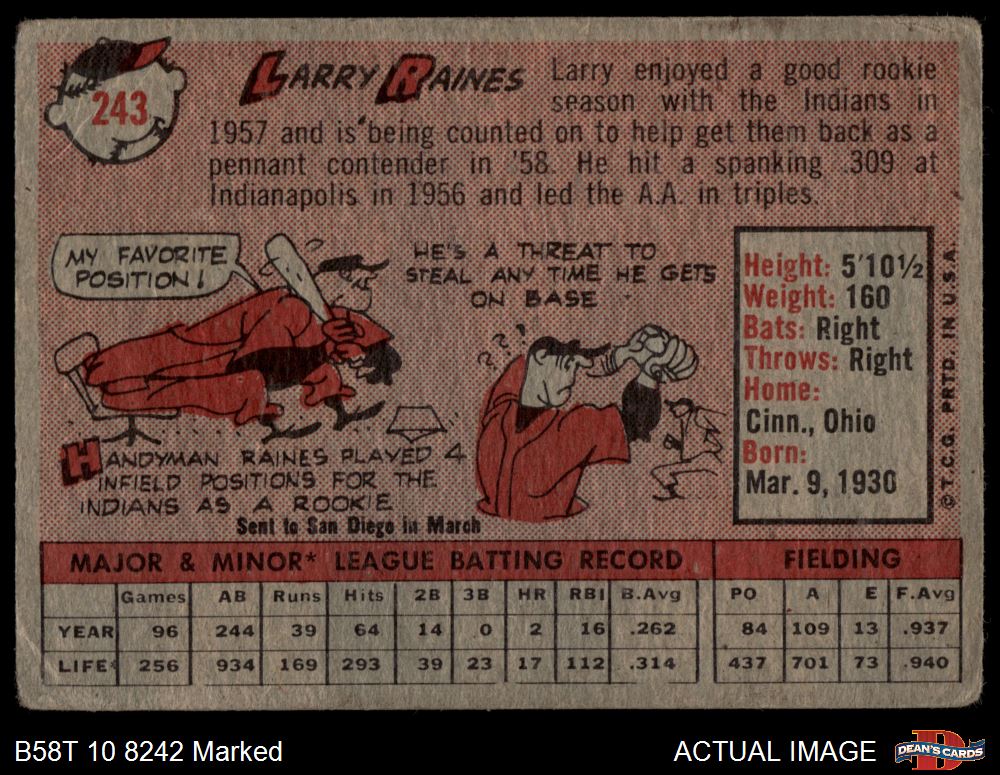 243
LARRY RAINES
Larry enjoyed a good rookie
season with the Indians in
1957 and is being counted on to help get them back as a
pennant contender in '58. He hit a spanking .309 at
Indianapolis in 1956 and led the A.A. in triples.
MY FAVORITE
POSITION!
HE'S A THREAT TO
STEAL ANY TIME HE GETS
ON BASE
? ? ?
HANDYMAN RAINES PLAYED 4
INFIELD POSITIONS FOR THE
INDIANS AS A ROOKIE
Sent to San Diego in March
Height: 5'10½
Weight: 160
Bats: Right
Throws: Right
Home:
Cinn., Ohio
Born:
Mar. 9, 1930
© T.C.G. PRTD. IN U.S.A.
MAJOR & MINOR* LEAGUE BATTING RECORD FIELDING
Games AB Runs Hits 2B 3B HR RBI B.Avg PO A E F.Avg
YEAR 96 244 39 64 14 0 2 16 .262 84 109 13 .937
LIFE* 256 934 169 293 39 23 17 112 .314 437 701 73 .940
B58T 10 8242 Marked
ACTUAL IMAGE
D
DEAN'S CARDS